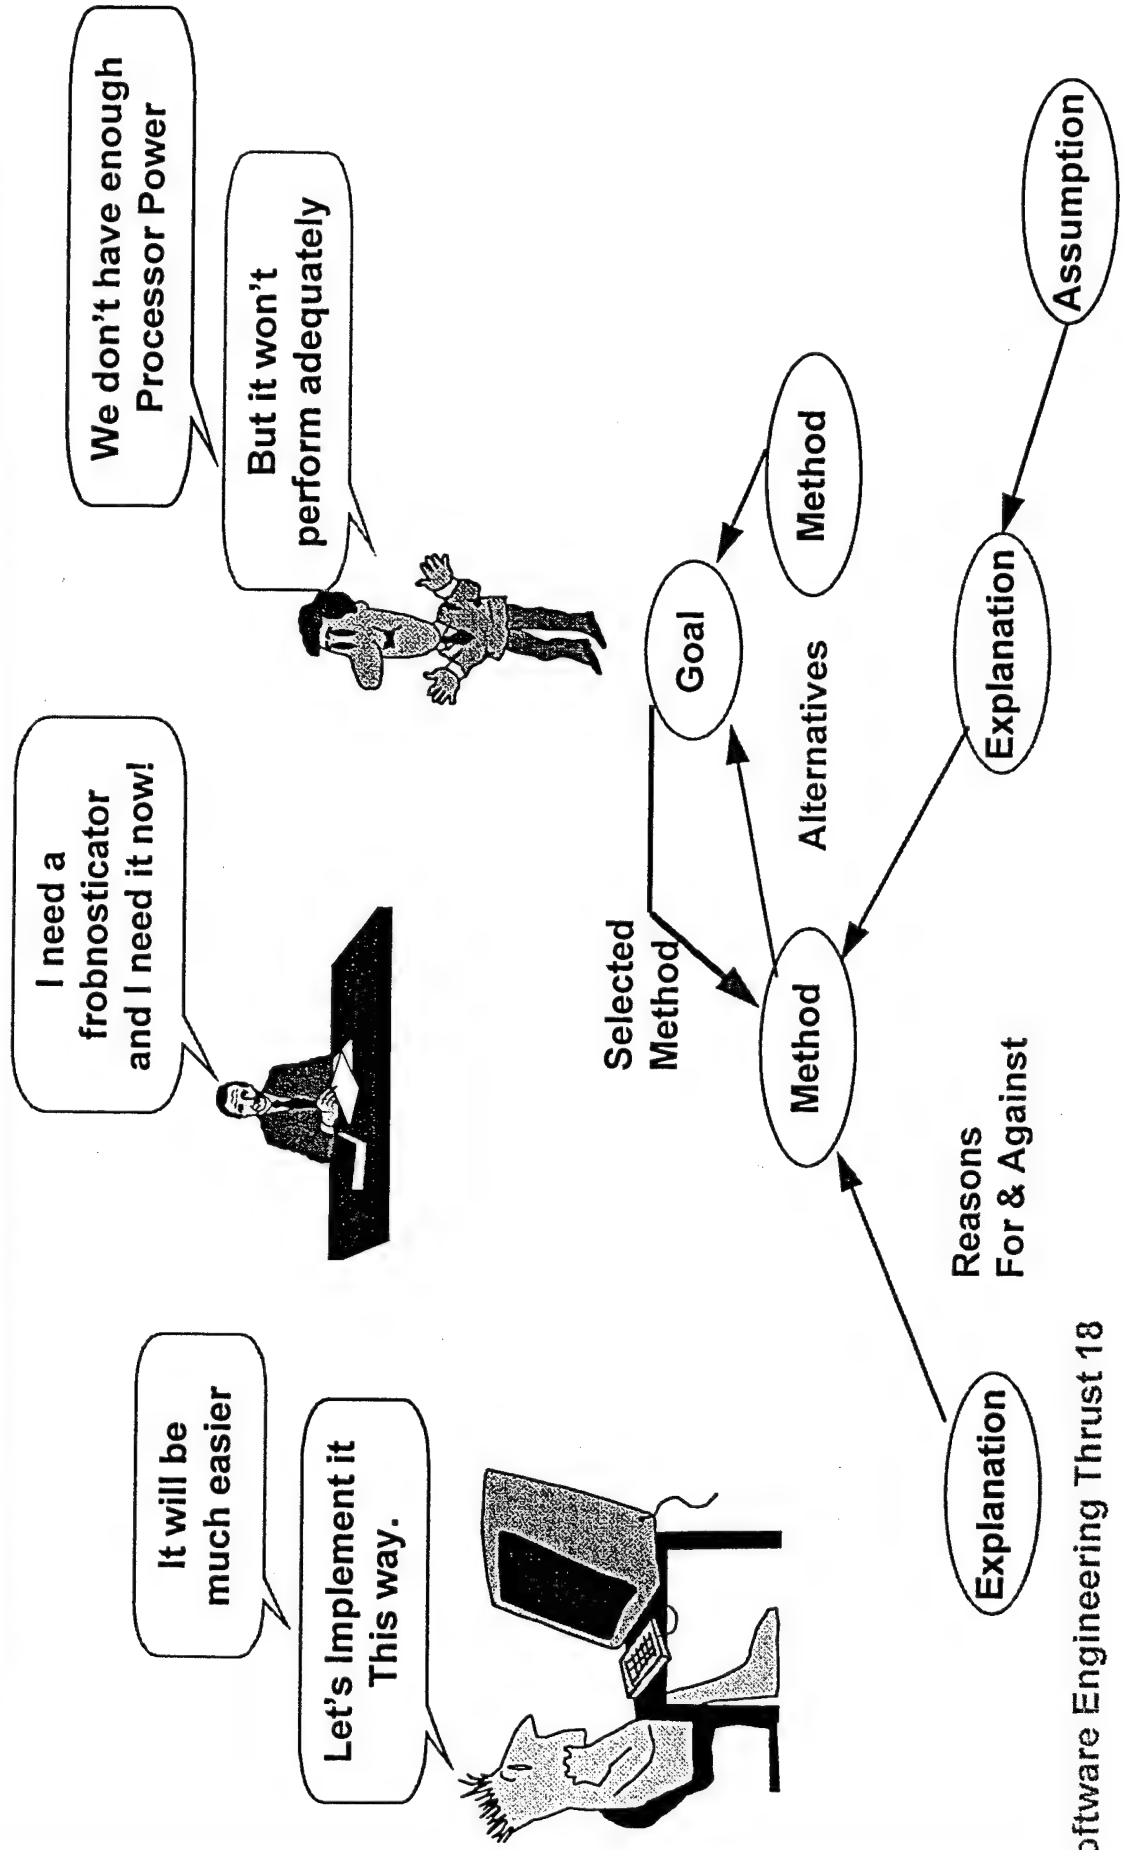 I need a
frobnosticator
and I need it now!
It will be
much easier
Let's Implement it
This way.
We don't have enough
Processor Power
But it won't
perform adequately
Selected
Method
Goal
Method
Alternatives
Method
Reasons
For & Against
Explanation
Explanation
Assumption
oftware Engineering Thrust 18